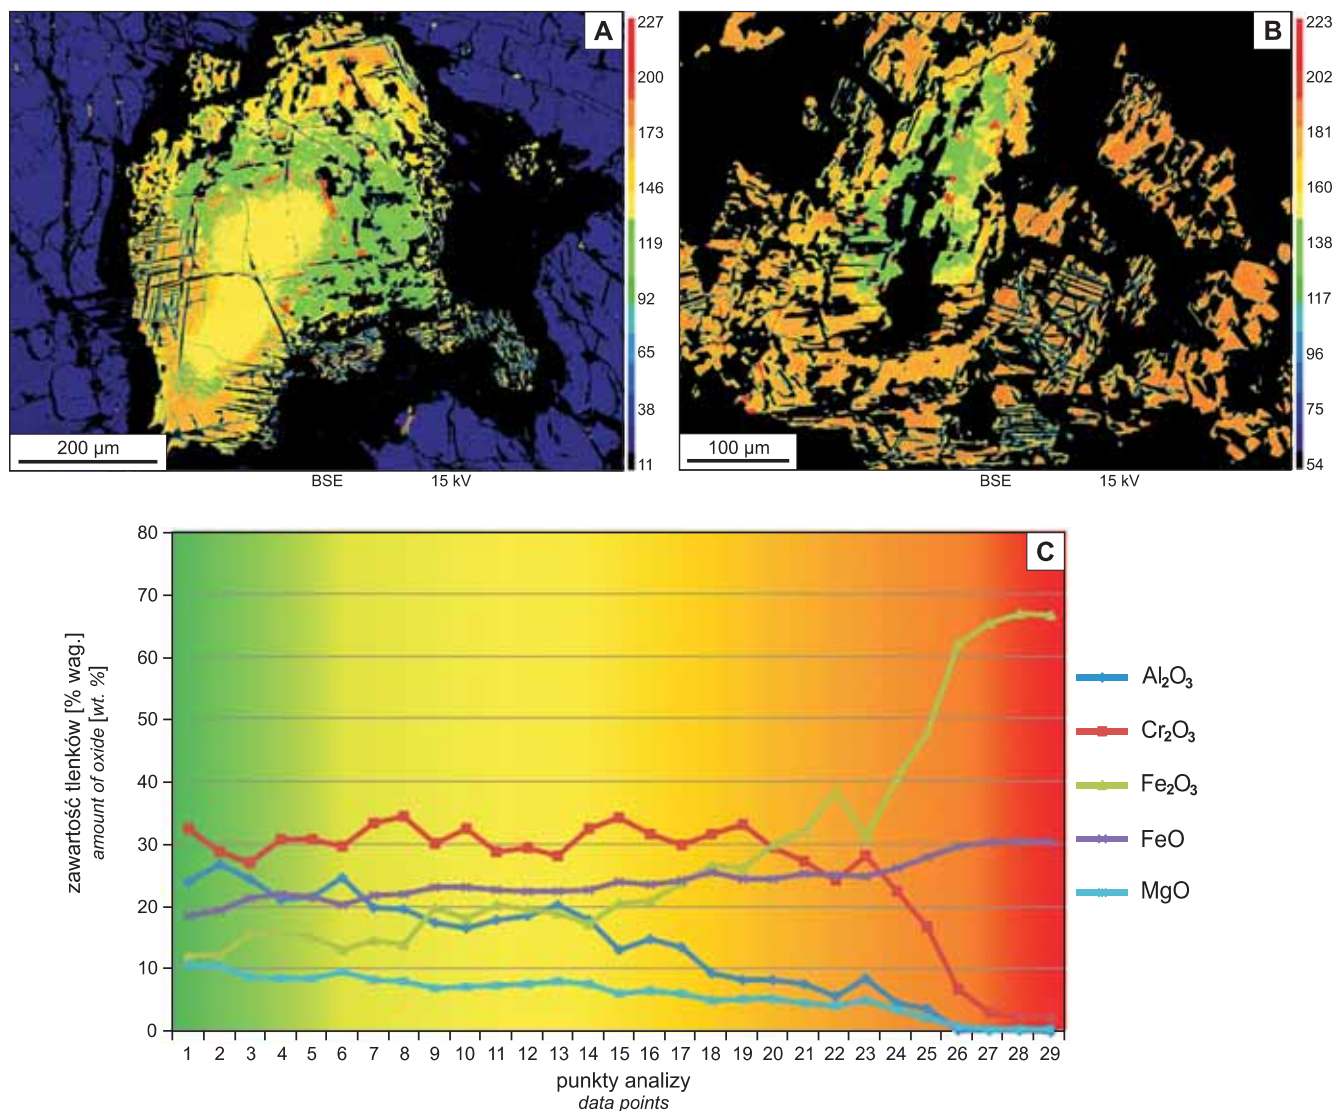 A
227
200
173
146
119
92
65
38
11
200 µm
BSE 15 kV
B
223
202
181
160
138
117
96
75
54
100 µm
BSE 15 kV
C
80
70
60
50
40
30
20
10
0
zawartość tlenków [% wag.]
amount of oxide [wt. %]
1 2 3 4 5 6 7 8 9 10 11 12 13 14 15 16 17 18 19 20 21 22 23 24 25 26 27 28 29
punkty analizy
data points
Al₂O₃
Cr₂O₃
Fe₂O₃
FeO
MgO